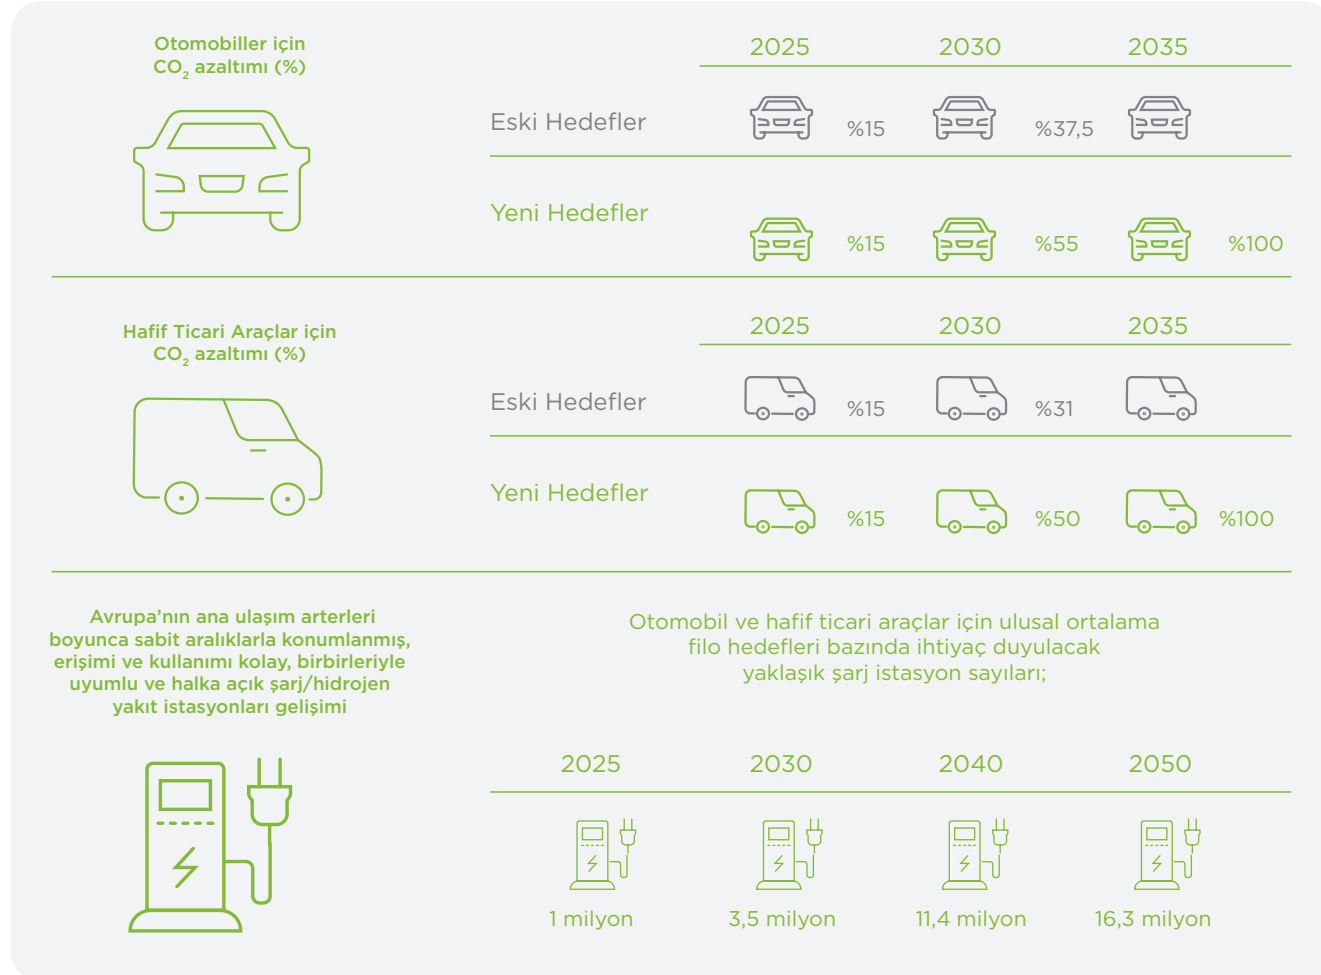 Otomobiller için
CO₂ azaltımı (%)
2025 2030 2035
Eski Hedefler %15 %37,5
Yeni Hedefler %15 %55 %100
Hafif Ticari Araçlar için
CO₂ azaltımı (%)
2025 2030 2035
Eski Hedefler %15 %31
Yeni Hedefler %15 %50 %100
Avrupa’nın ana ulaşım arterleri
boyunca sabit aralıklarla konumlanmış,
erişimi ve kullanımı kolay, birbirleriyle
uyumlu ve halka açık şarj/hidrojen
yakıt istasyonları gelişimi
Otomobil ve hafif ticari araçlar için ulusal ortalama
filo hedefleri bazında ihtiyaç duyulacak
yaklaşık şarj istasyon sayıları;
2025 2030 2040 2050
1 milyon 3,5 milyon 11,4 milyon 16,3 milyon